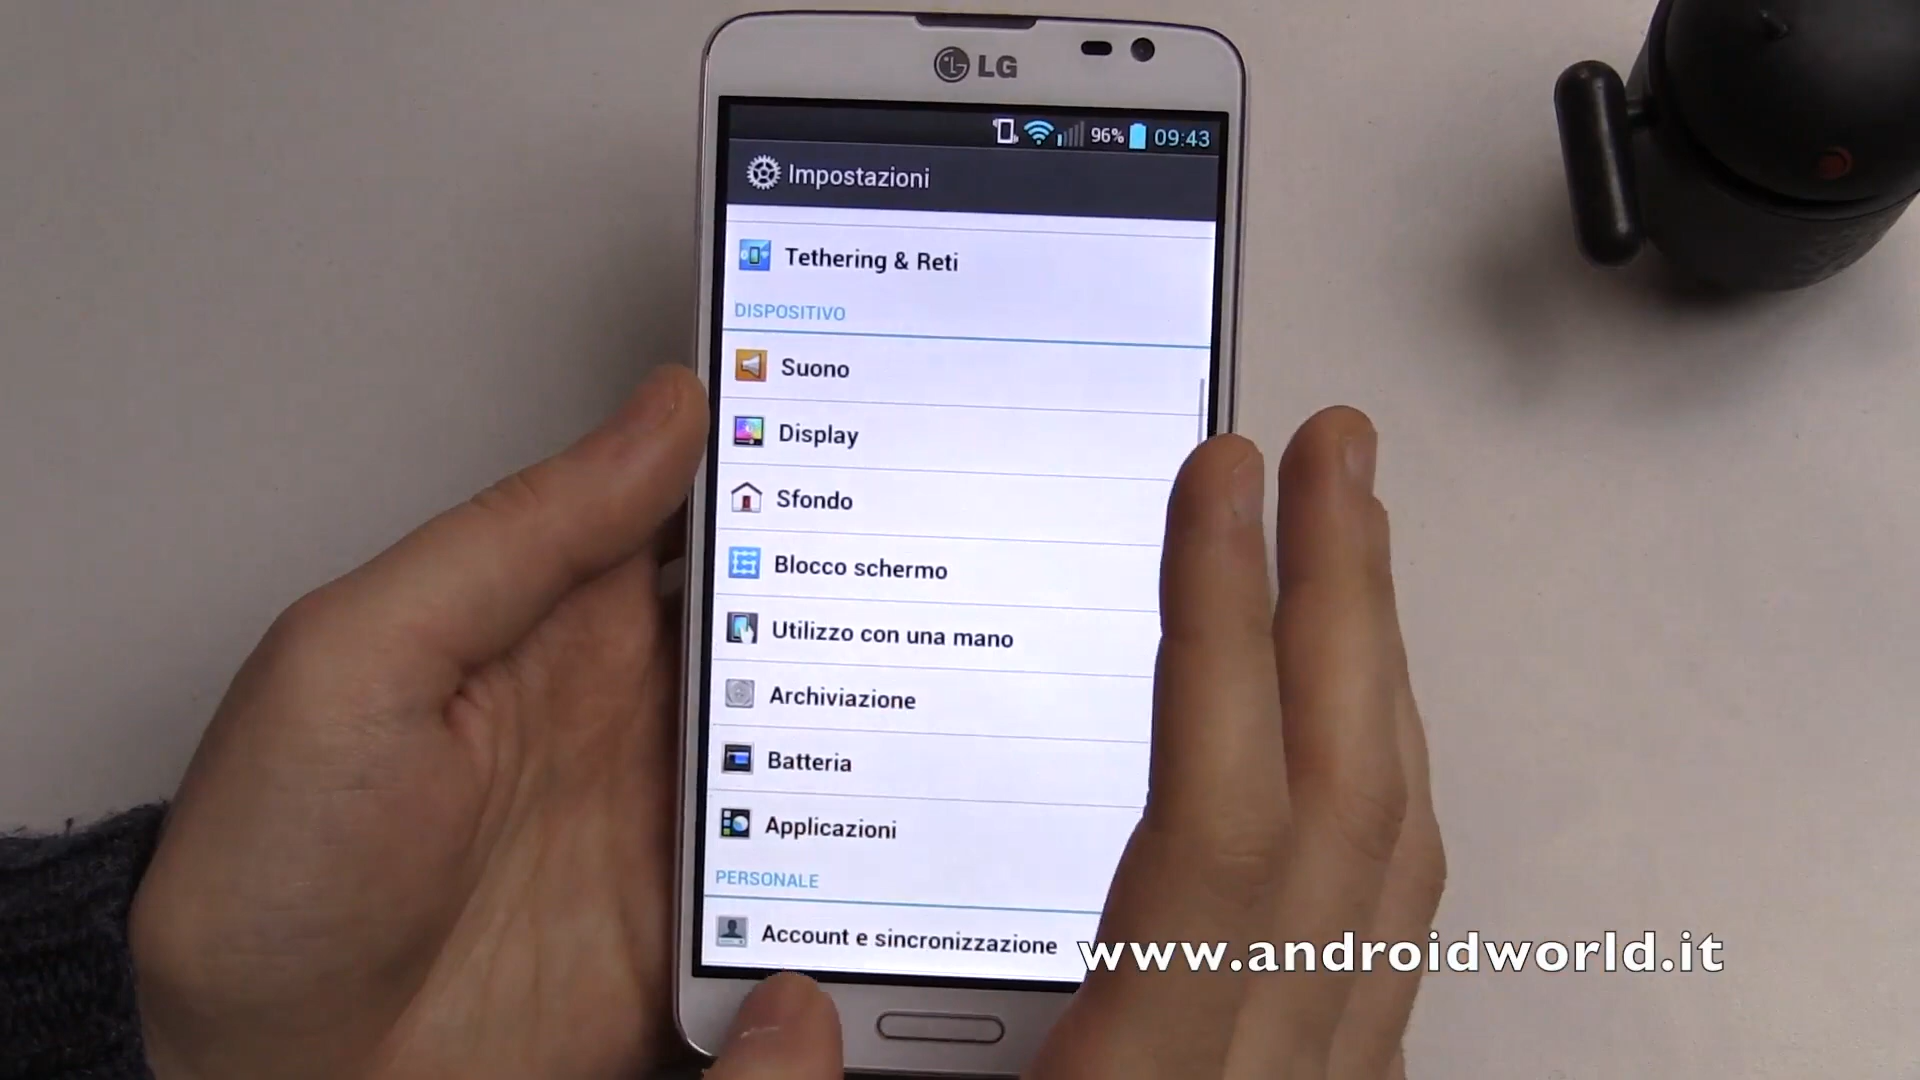 LG
96% 09:43
Impostazioni
Tethering & Reti
DISPOSITIVO
Suono
Display
Sfondo
Blocco schermo
Utilizzo con una mano
Archiviazione
Batteria
Applicazioni
PERSONALE
Account e sincronizzazione
www.androidworld.it